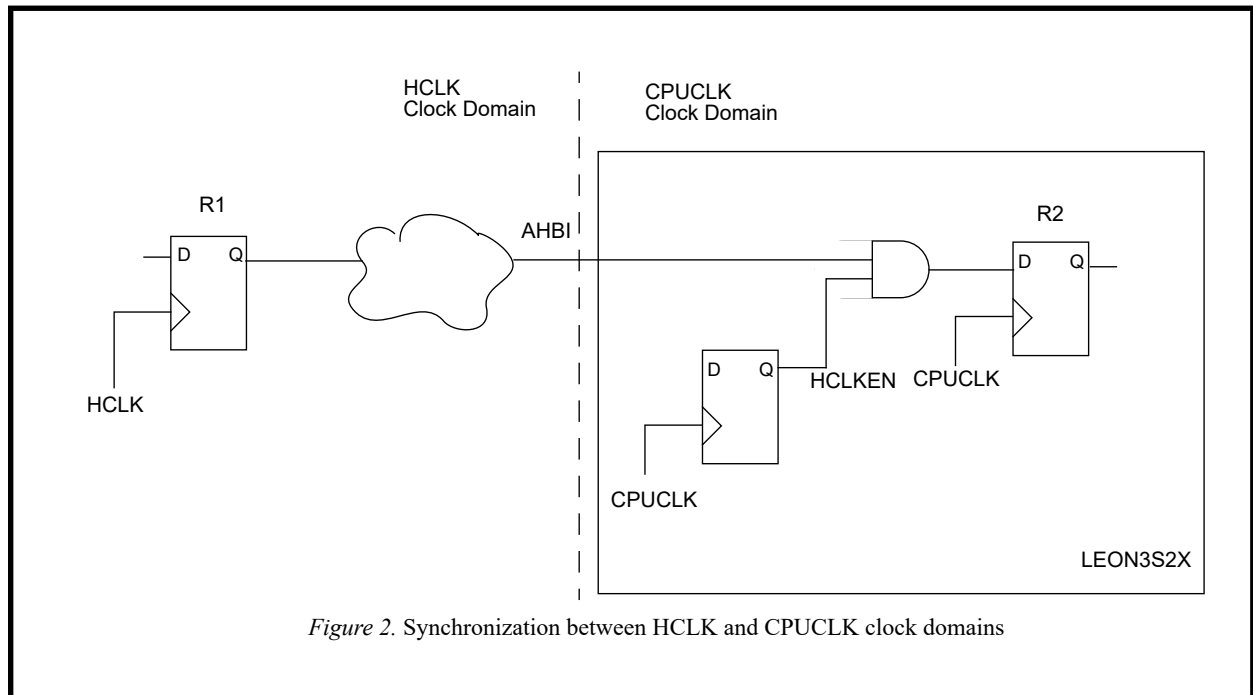 HCLK
Clock Domain
CPUCLK
Clock Domain
R1
D
Q
HCLK
AHBI
R2
D
Q
CPUCLK
D
Q
HCLKEN
CPUCLK
LEON3S2X
Figure 2. Synchronization between HCLK and CPUCLK clock domains